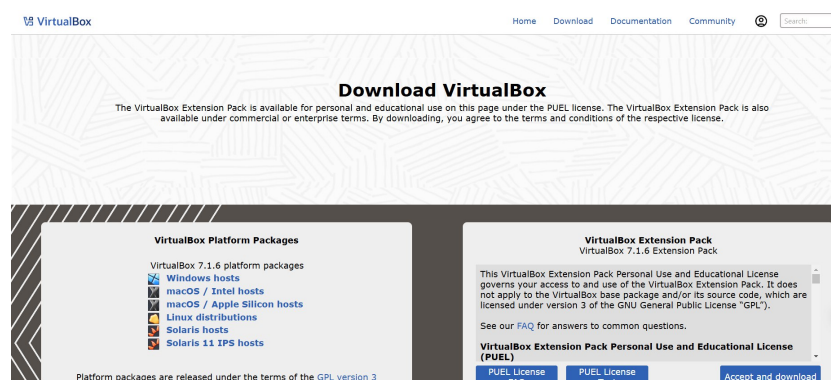 VirtualBox
Home Download Documentation Community Search:
Download VirtualBox
The VirtualBox Extension Pack is available for personal and educational use on this page under the PUEL license. The VirtualBox Extension Pack is also
available under commercial or enterprise terms. By downloading, you agree to the terms and conditions of the respective license.
VirtualBox Platform Packages
VirtualBox 7.1.6 platform packages
Windows hosts
macOS / Intel hosts
macOS / Apple Silicon hosts
Linux distributions
Solaris hosts
Solaris 11 IPS hosts
Platform packages are released under the terms of the GPL version 3
VirtualBox Extension Pack
VirtualBox 7.1.6 Extension Pack
This VirtualBox Extension Pack Personal Use and Educational License
governs your access to and use of the VirtualBox Extension Pack. It does
not apply to the VirtualBox base package and/or its source code, which are
licensed under version 3 of the GNU General Public License “GPL”).
See our FAQ for answers to common questions.
VirtualBox Extension Pack Personal Use and Educational License
(PUEL)
PUEL License
PUEL License
Accept and download